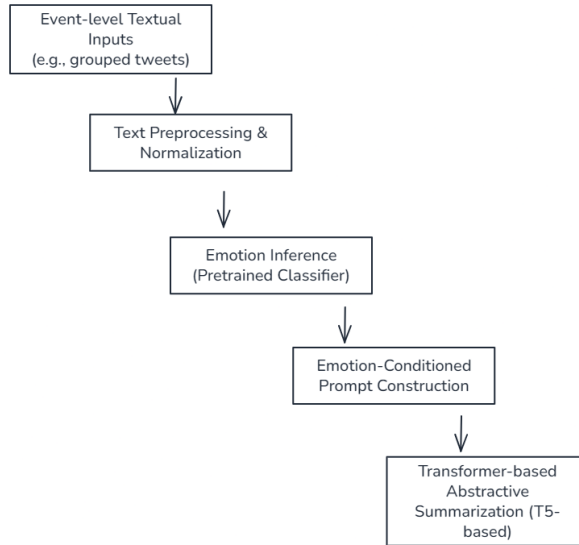 Event-level Textual
Inputs
(e.g., grouped tweets)
Text Preprocessing &
Normalization
Emotion Inference
(Pretrained Classifier)
Emotion-Conditioned
Prompt Construction
Transformer-based
Abstractive
Summarization (T5-
based)